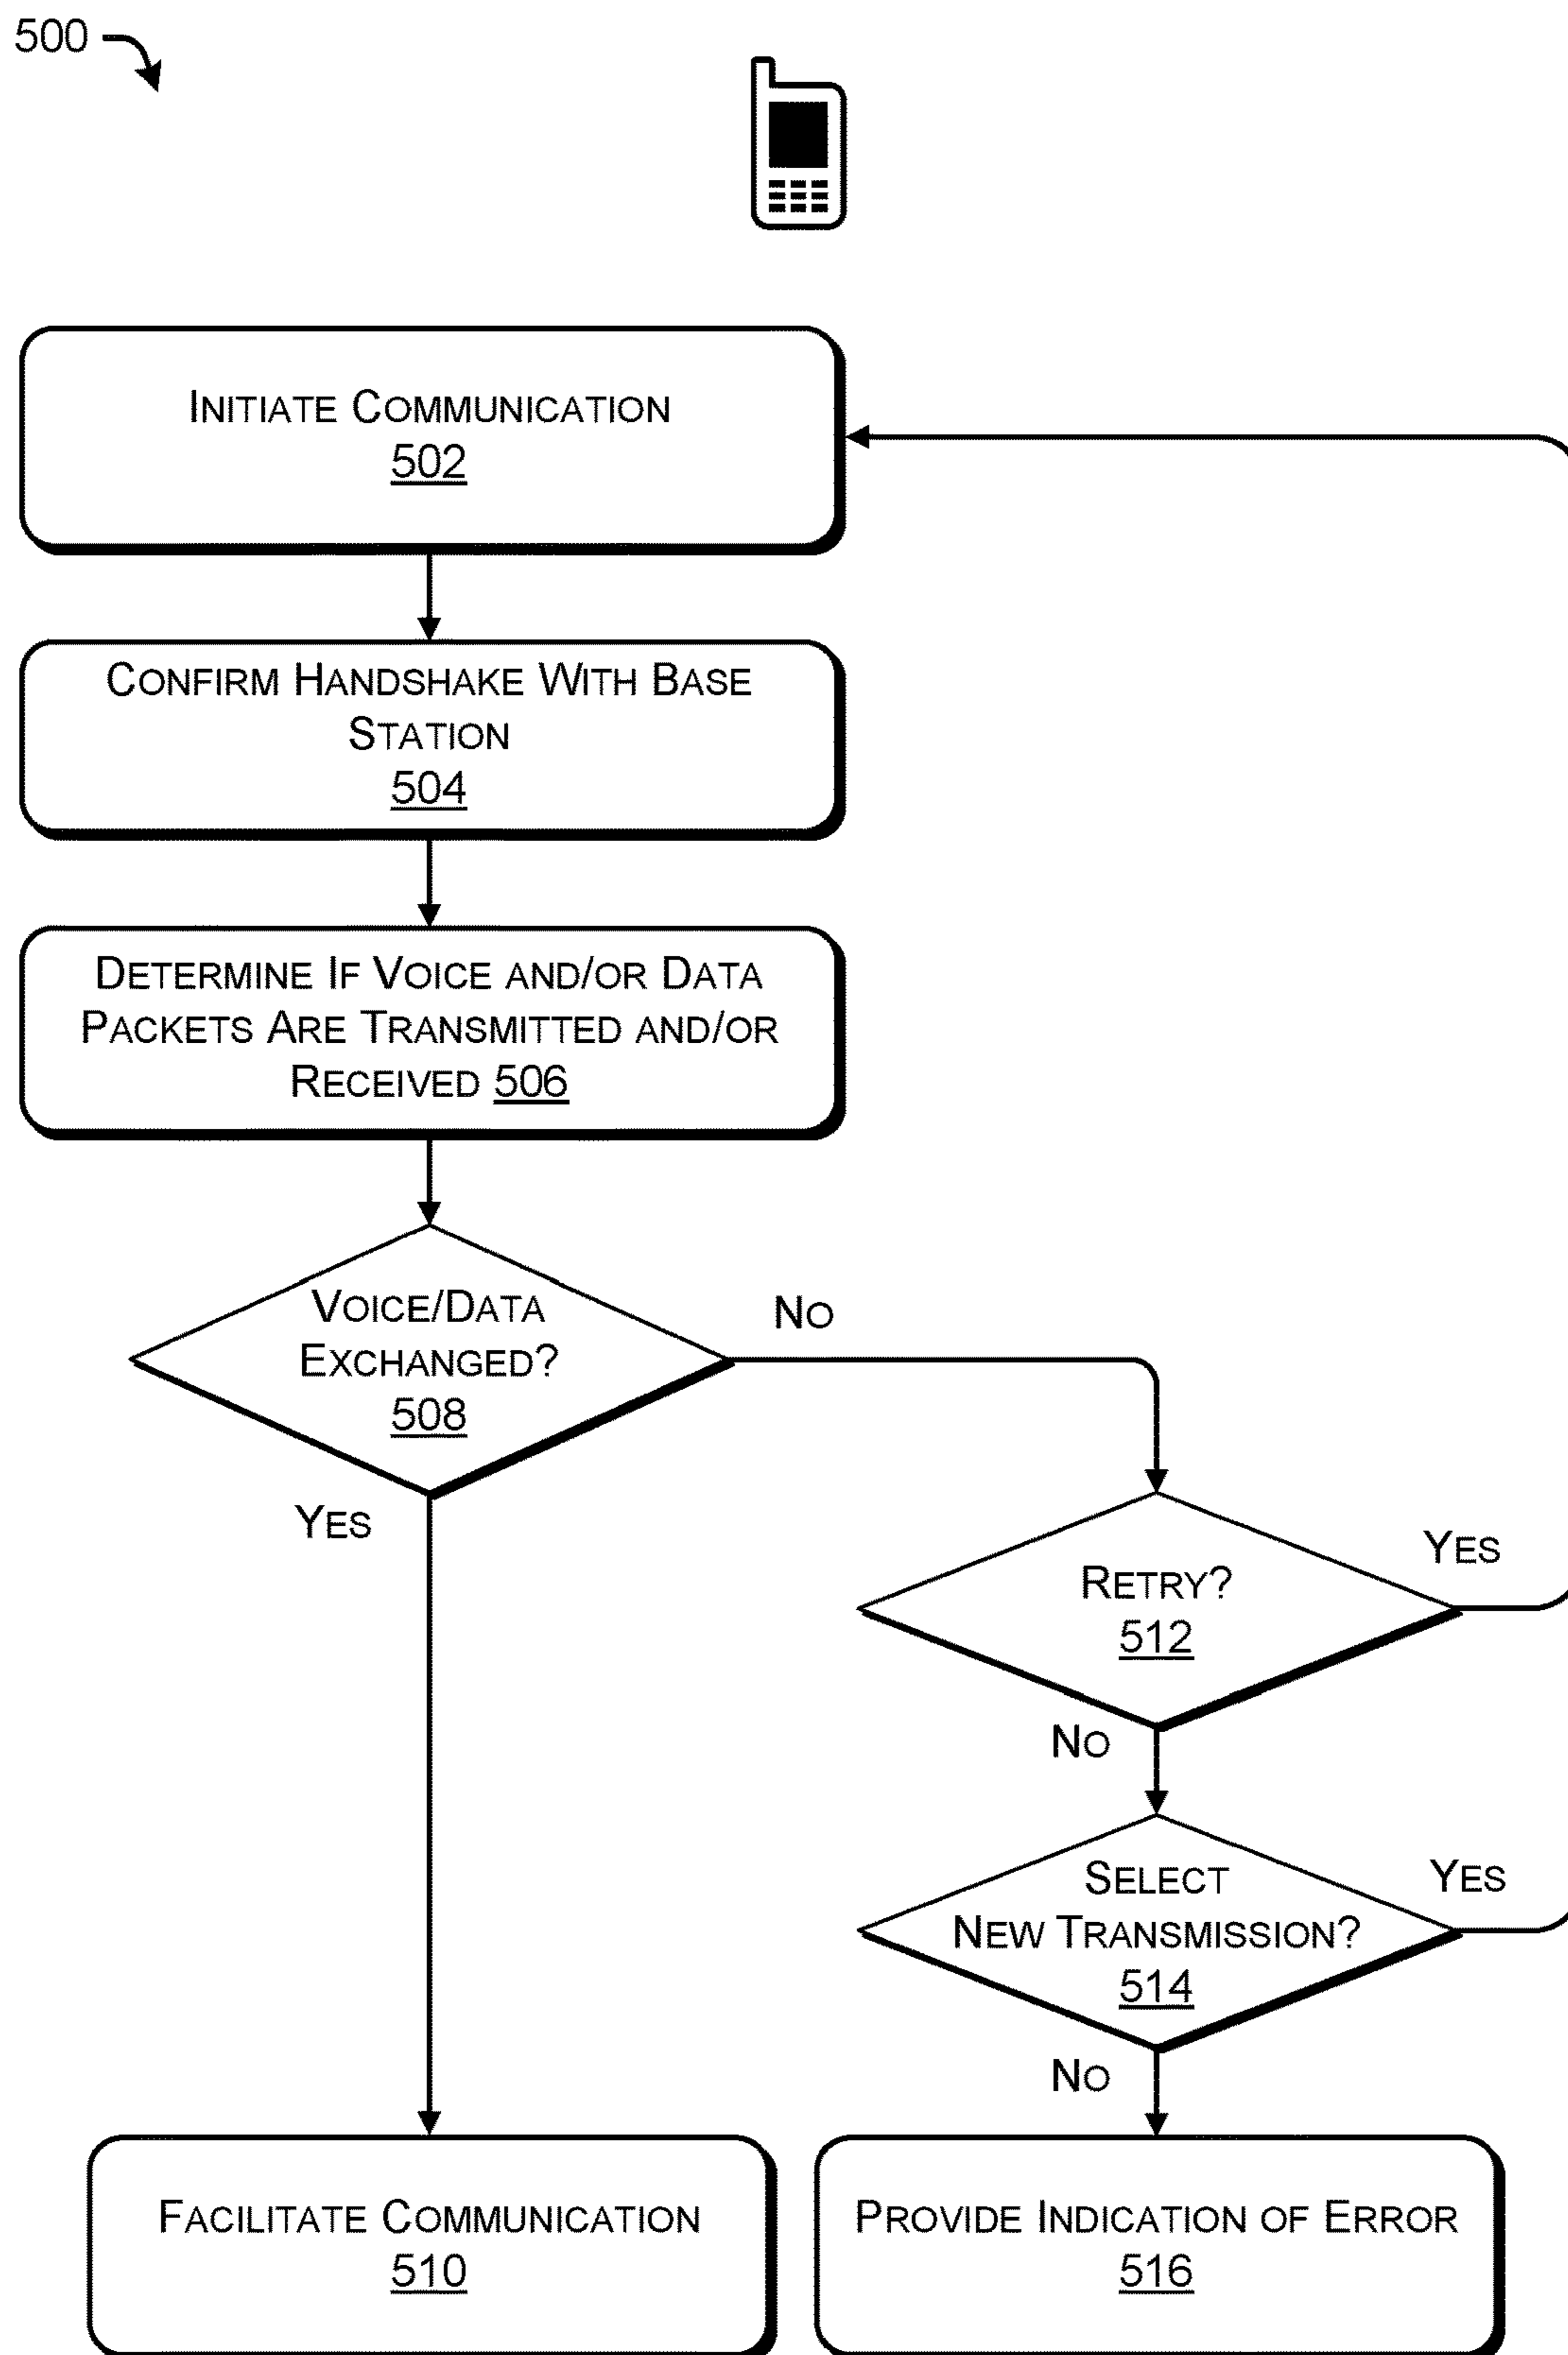 500
INITIATE COMMUNICATION
502
CONFIRM HANDSHAKE WITH BASE
STATION
504
DETERMINE IF VOICE AND/OR DATA
PACKETS ARE TRANSMITTED AND/OR
RECEIVED 506
VOICE/DATA
EXCHANGED?
508
NO
YES
RETRY?
512
YES
NO
SELECT
NEW TRANSMISSION?
514
YES
NO
FACILITATE COMMUNICATION
510
PROVIDE INDICATION OF ERROR
516